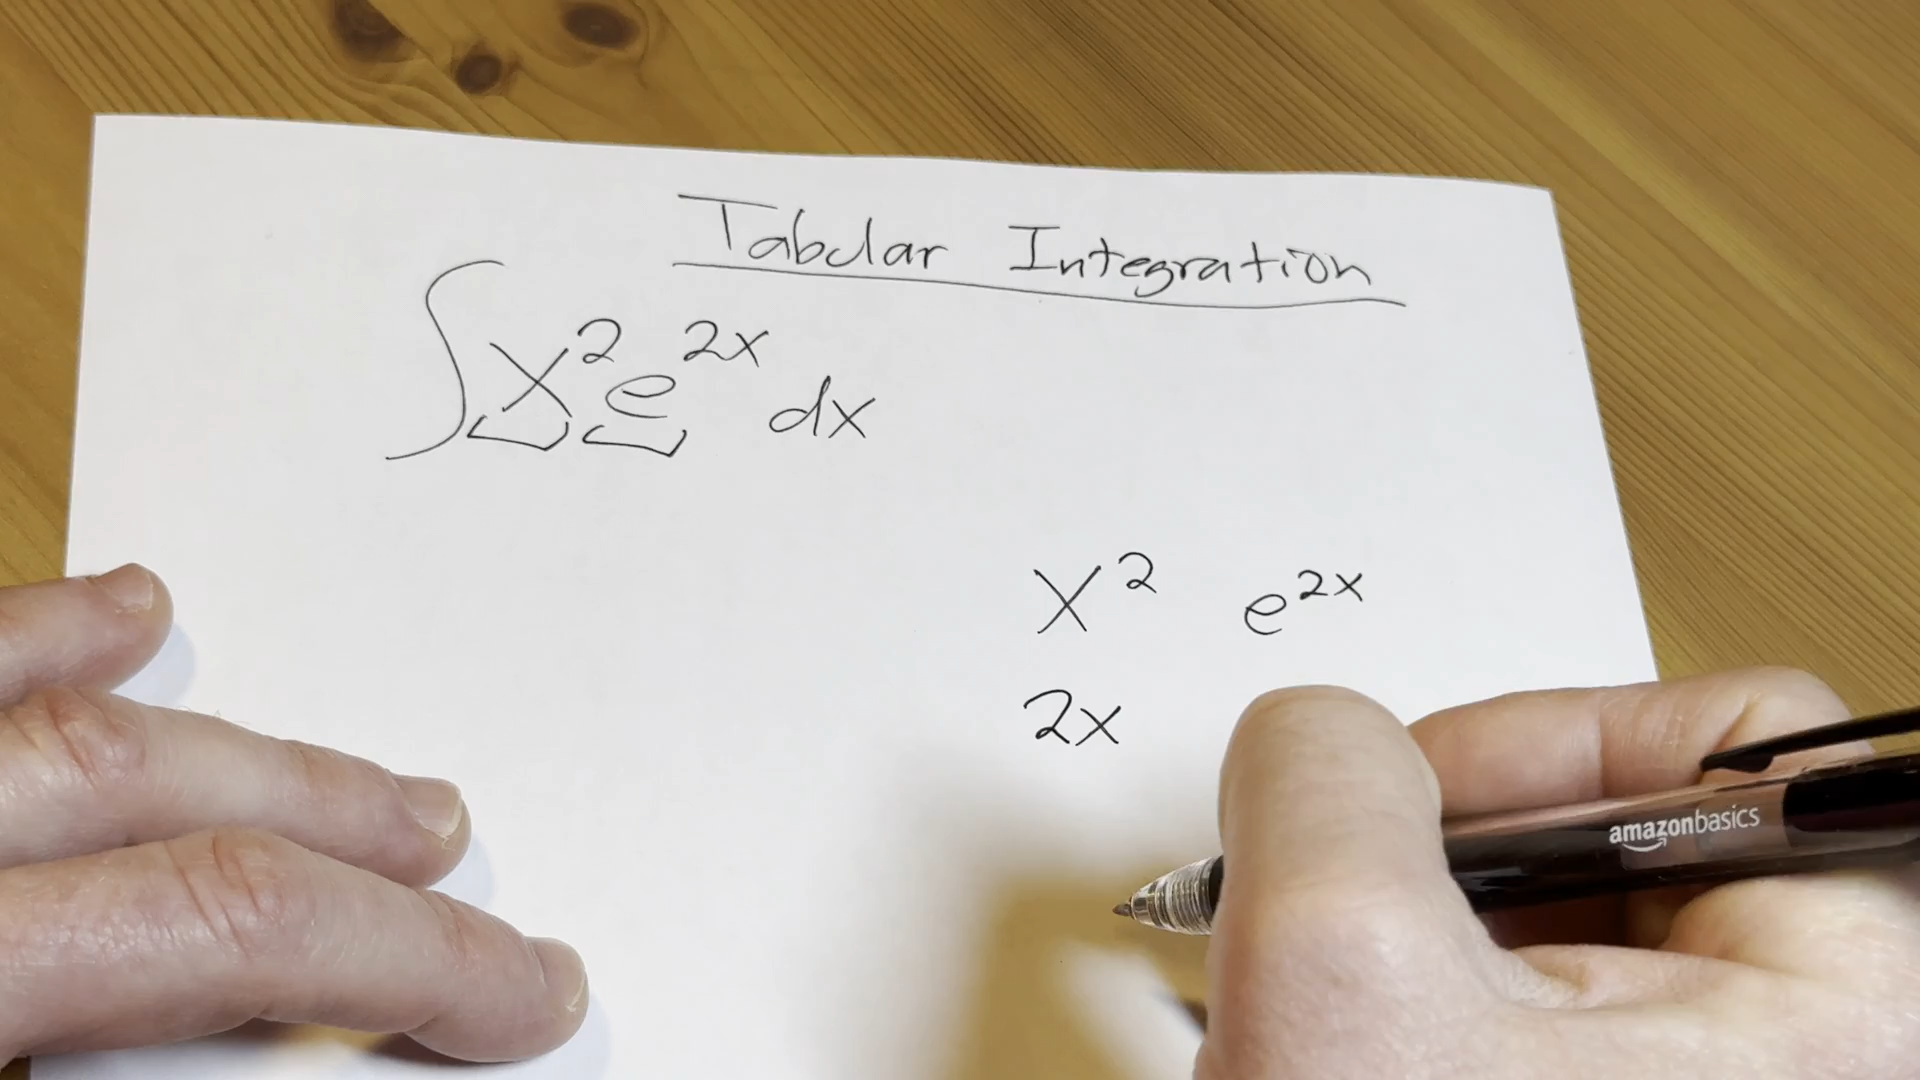 Tabular Integration
∫x²e²ˣ dx
x² e²ˣ
2x
amazonbasics